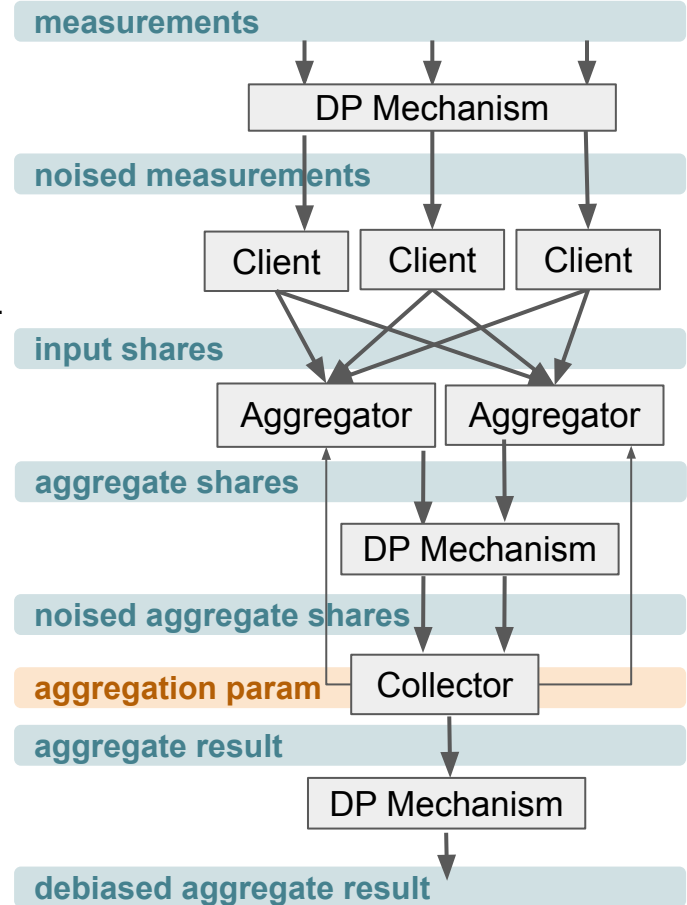 measurements
DP Mechanism
noised measurements
Client
Client
Client
input shares
Aggregator
Aggregator
aggregate shares
DP Mechanism
noised aggregate shares
aggregation param
Collector
aggregate result
DP Mechanism
debiased aggregate result